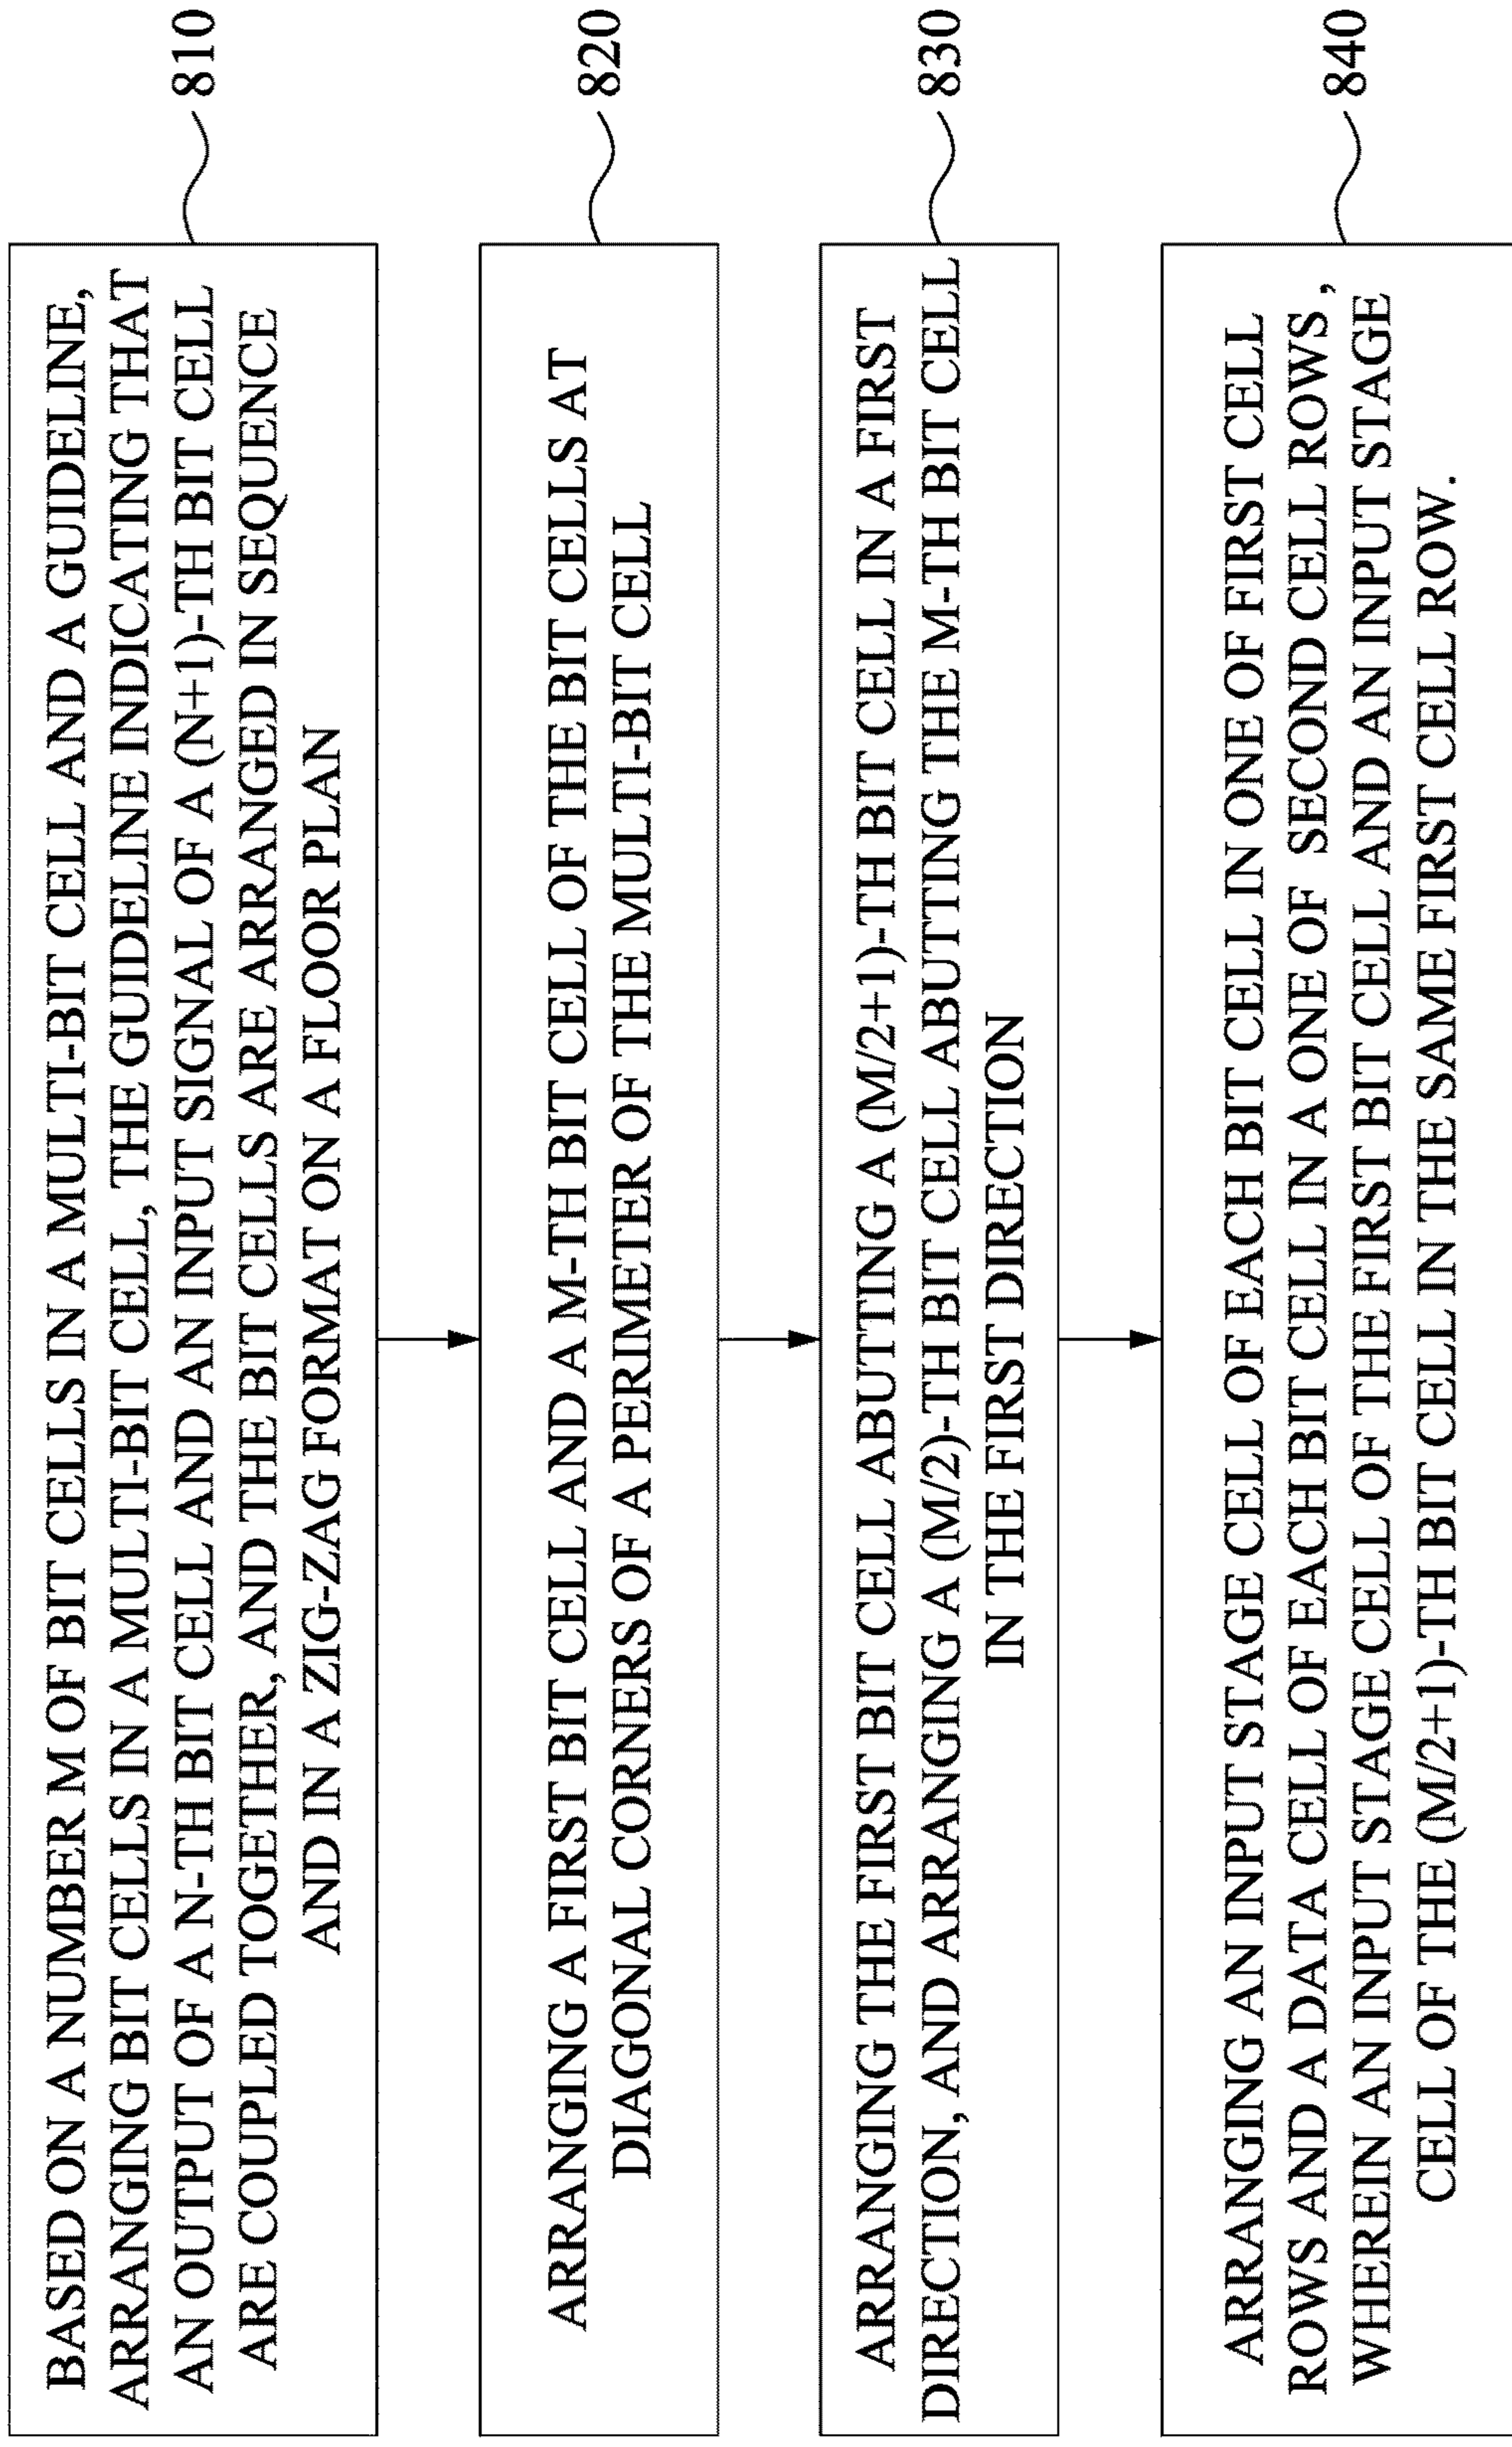 BASED ON A NUMBER M OF BIT CELLS IN A MULTI-BIT CELL AND A GUIDELINE,
ARRANGING BIT CELLS IN A MULTI-BIT CELL, THE GUIDELINE INDICATING THAT
AN OUTPUT OF A N-TH BIT CELL AND AN INPUT SIGNAL OF A (N+1)-TH BIT CELL
ARE COUPLED TOGETHER, AND THE BIT CELLS ARE ARRANGED IN SEQUENCE
AND IN A ZIG-ZAG FORMAT ON A FLOOR PLAN
810
ARRANGING A FIRST BIT CELL AND A M-TH BIT CELL OF THE BIT CELLS AT
DIAGONAL CORNERS OF A PERIMETER OF THE MULTI-BIT CELL
820
ARRANGING THE FIRST BIT CELL ABUTTING A (M/2+1)-TH BIT CELL IN A FIRST
DIRECTION, AND ARRANGING A (M/2)-TH BIT CELL ABUTTING THE M-TH BIT CELL
IN THE FIRST DIRECTION
830
ARRANGING AN INPUT STAGE CELL OF EACH BIT CELL IN ONE OF FIRST CELL
ROWS AND A DATA CELL OF EACH BIT CELL IN A ONE OF SECOND CELL ROWS ,
WHEREIN AN INPUT STAGE CELL OF THE FIRST BIT CELL AND AN INPUT STAGE
CELL OF THE (M/2+1)-TH BIT CELL IN THE SAME FIRST CELL ROW.
840